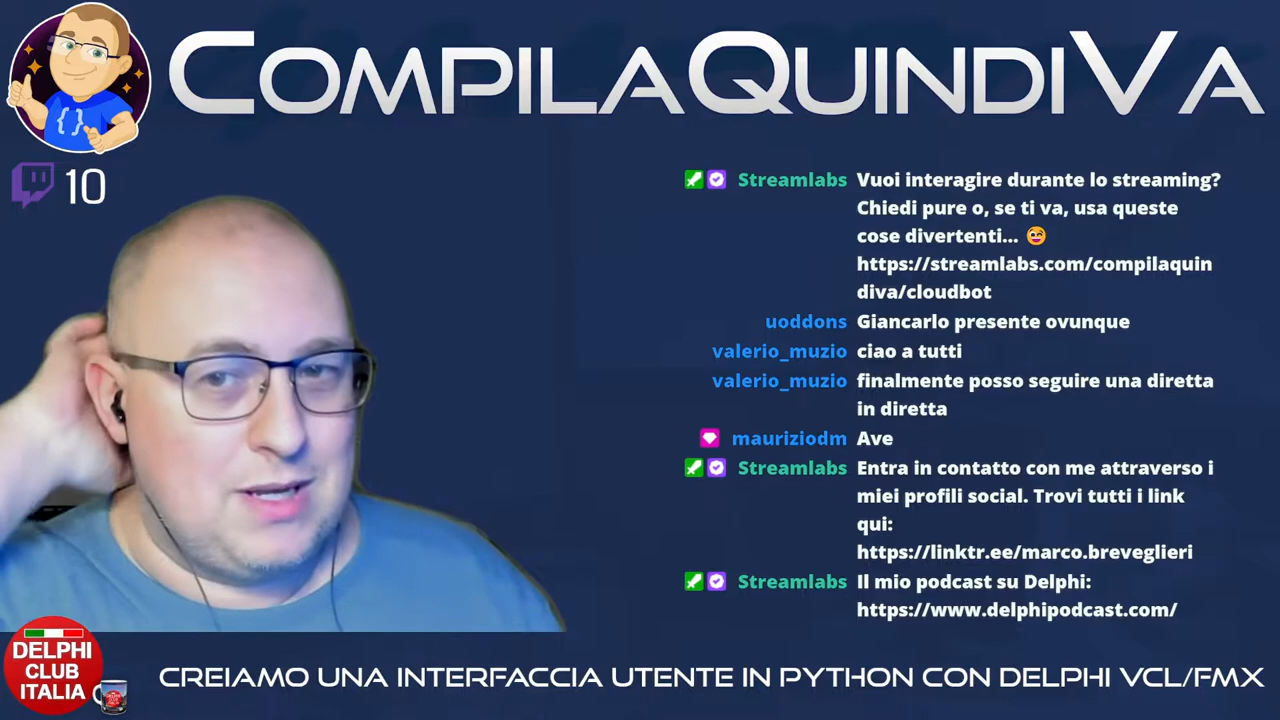 COMPILAQUINDIVA
{ }
10
Streamlabs Vuoi interagire durante lo streaming?
Chiedi pure o, se ti va, usa queste
cose divertenti... 😄
https://streamlabs.com/compilaquin
diva/cloudbot
uoddons Giancarlo presente ovunque
valerio_muzio ciao a tutti
valerio_muzio finalmente posso seguire una diretta
in diretta
mauriziodm Ave
Streamlabs Entra in contatto con me attraverso i
miei profili social. Trovi tutti i link
qui:
https://linktr.ee/marco.breveglieri
Streamlabs Il mio podcast su Delphi:
https://www.delphipodcast.com/
DELPHI
CLUB
ITALIA
CREIAMO UNA INTERFACCIA UTENTE IN PYTHON CON DELPHI VCL/FMX